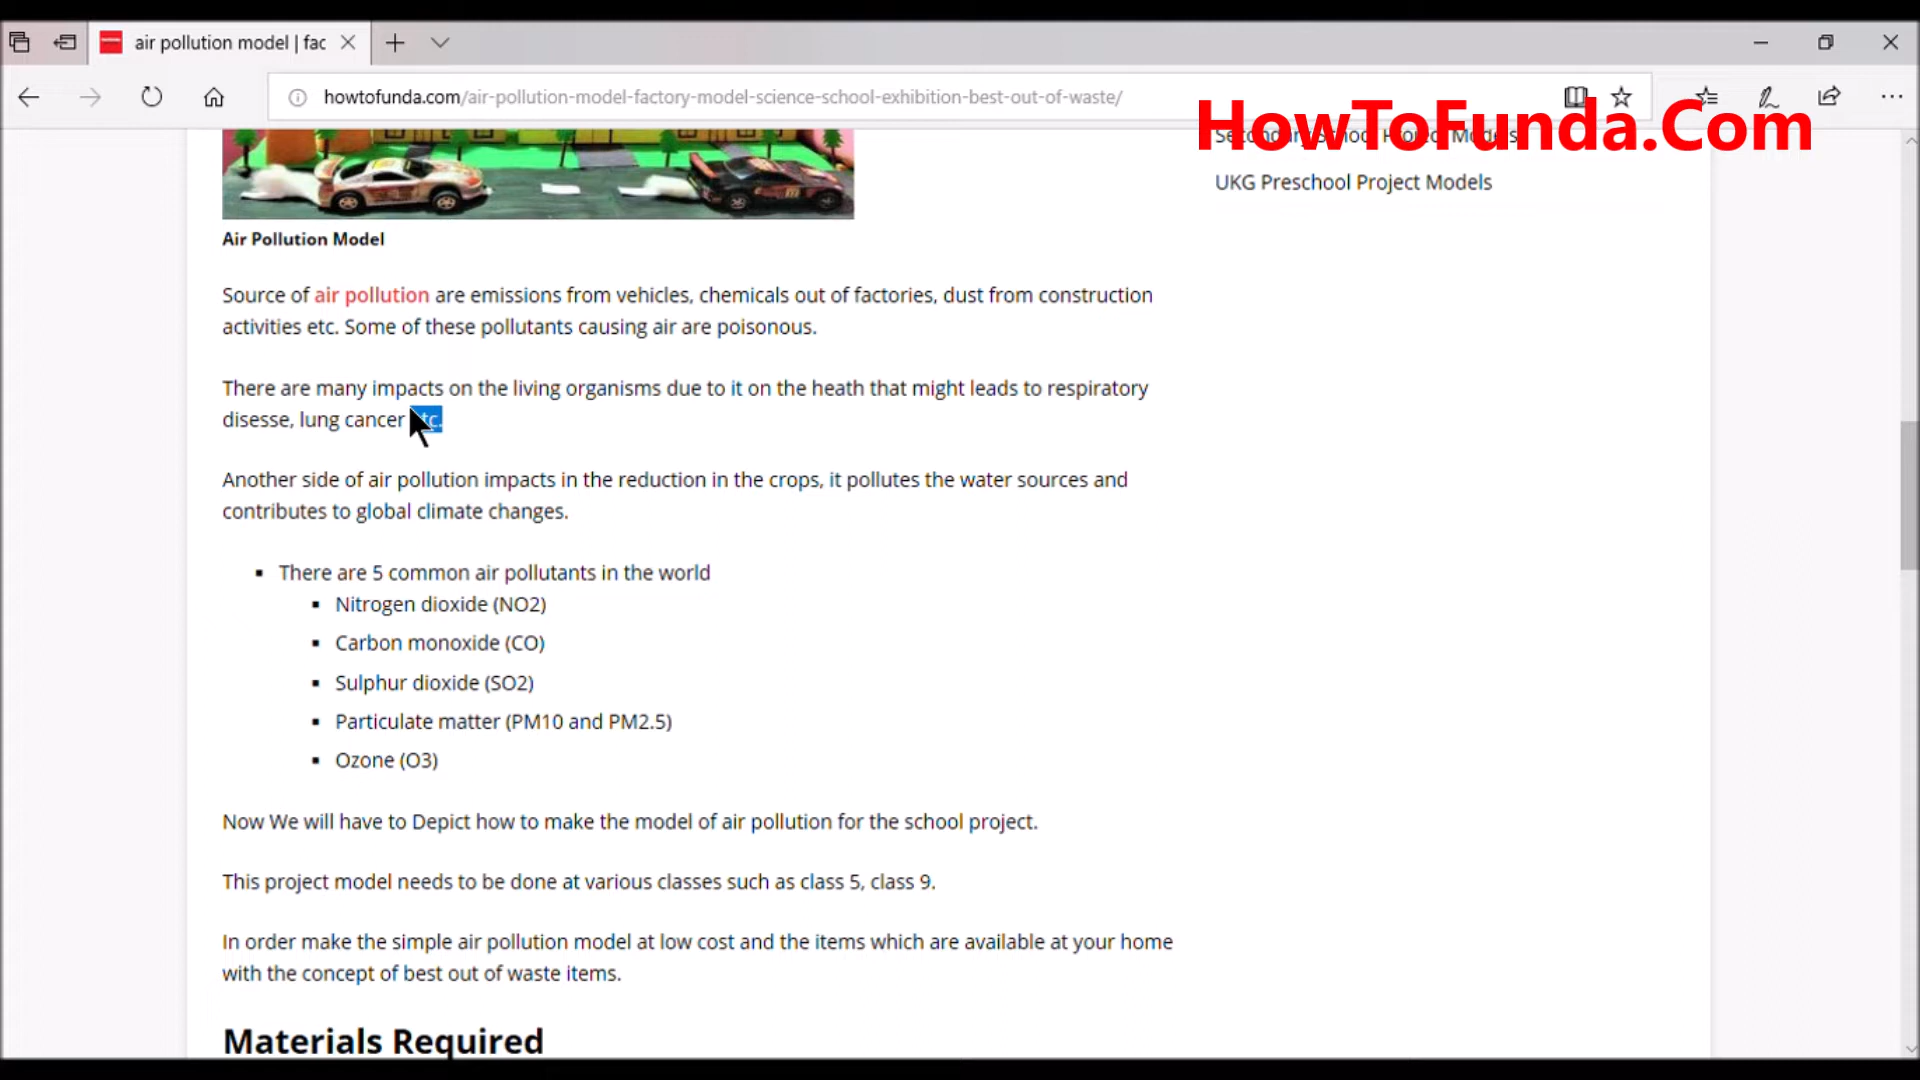 air pollution model | fac
howtofunda.com/air-pollution-model-factory-model-science-school-exhibition-best-out-of-waste/
HowToFunda.Com
Secondary School Project Models
UKG Preschool Project Models
Air Pollution Model
Source of air pollution are emissions from vehicles, chemicals out of factories, dust from construction
activities etc. Some of these pollutants causing air are poisonous.
There are many impacts on the living organisms due to it on the heath that might leads to respiratory
disesse, lung cancer etc.
Another side of air pollution impacts in the reduction in the crops, it pollutes the water sources and
contributes to global climate changes.
There are 5 common air pollutants in the world
Nitrogen dioxide (NO2)
Carbon monoxide (CO)
Sulphur dioxide (SO2)
Particulate matter (PM10 and PM2.5)
Ozone (O3)
Now We will have to Depict how to make the model of air pollution for the school project.
This project model needs to be done at various classes such as class 5, class 9.
In order make the simple air pollution model at low cost and the items which are available at your home
with the concept of best out of waste items.
Materials Required